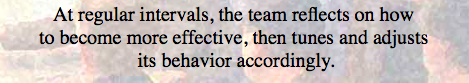 At regular intervals, the team reflects on how
to become more effective, then tunes and adjusts
its behavior accordingly.